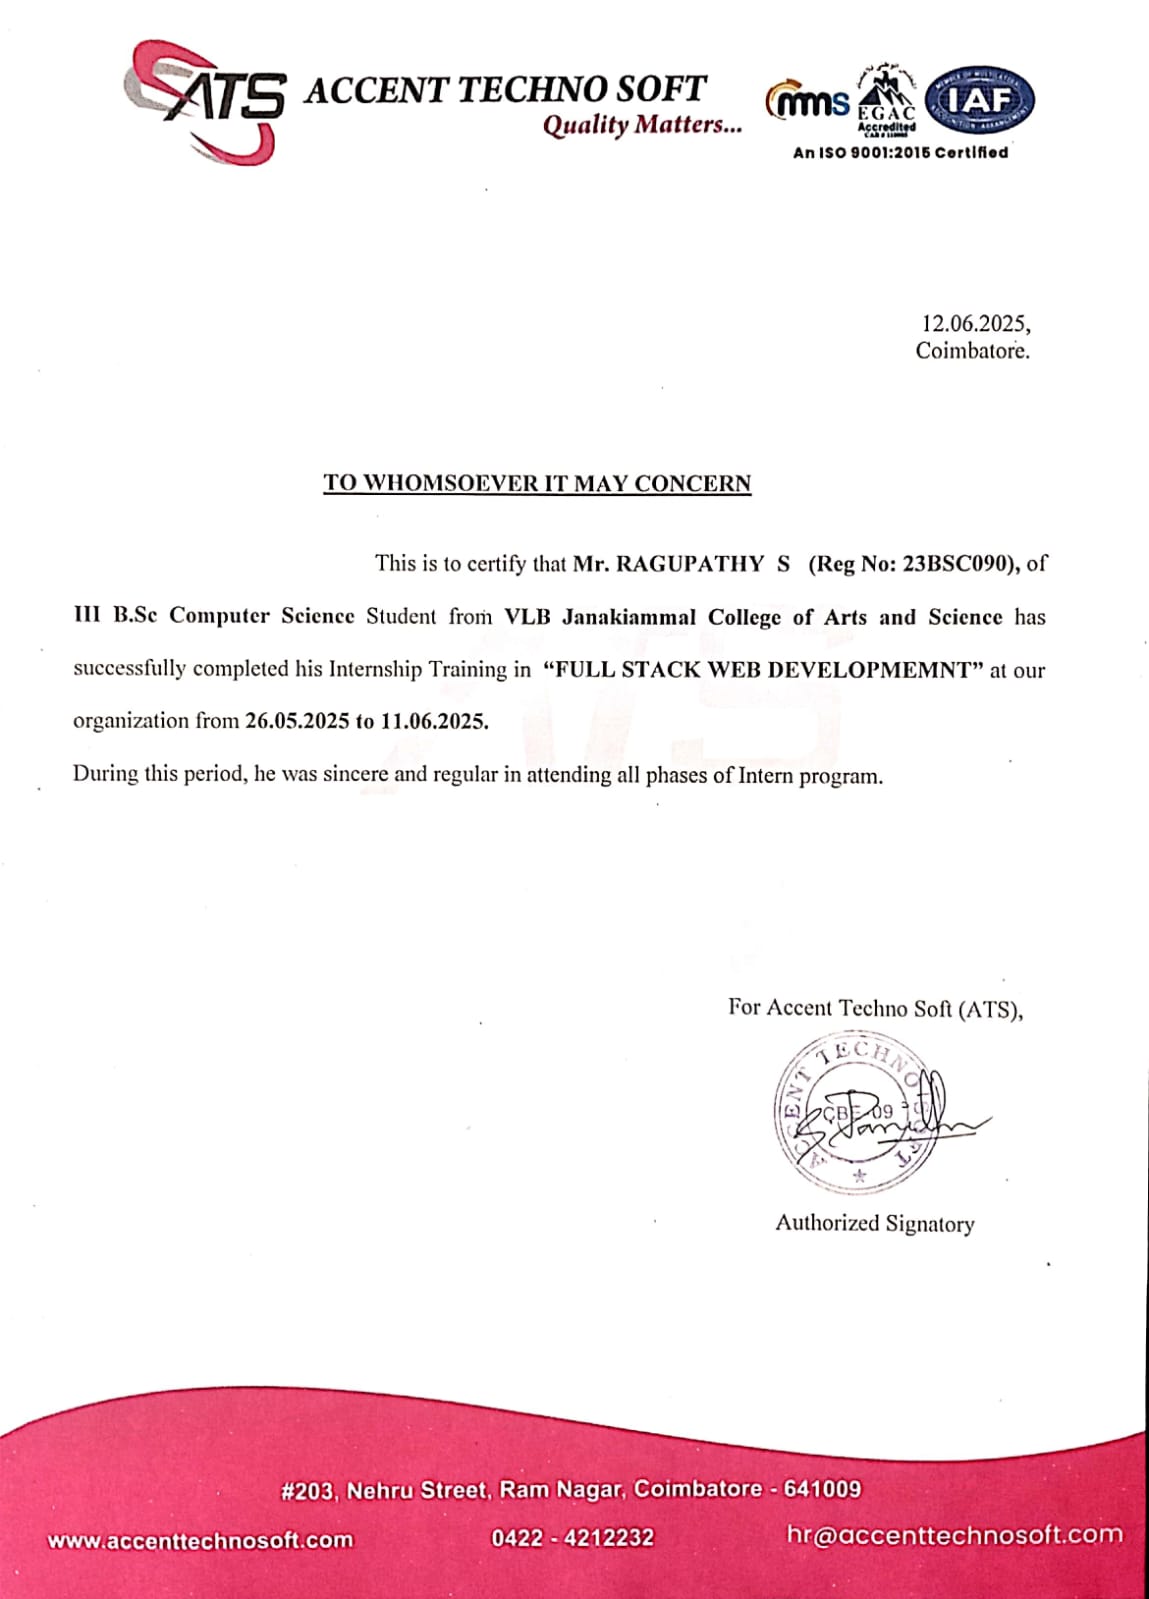 ATS ACCENT TECHNO SOFT
Quality Matters...
mms EGAC IAF
Accredited
An ISO 9001:2015 Certified
12.06.2025,
Coimbatore.
TO WHOMSOEVER IT MAY CONCERN
This is to certify that Mr. RAGUPATHY S (Reg No: 23BSC090), of
III B.Sc Computer Science Student from VLB Janakiammal College of Arts and Science has
successfully completed his Internship Training in “FULL STACK WEB DEVELOPMEMNT” at our
organization from 26.05.2025 to 11.06.2025.
During this period, he was sincere and regular in attending all phases of Intern program.
For Accent Techno Soft (ATS),
ACCENT TECHNO SOFT
CBE-09
Authorized Signatory
#203, Nehru Street, Ram Nagar, Coimbatore - 641009
www.accenttechnosoft.com 0422 - 4212232 hr@accenttechnosoft.com